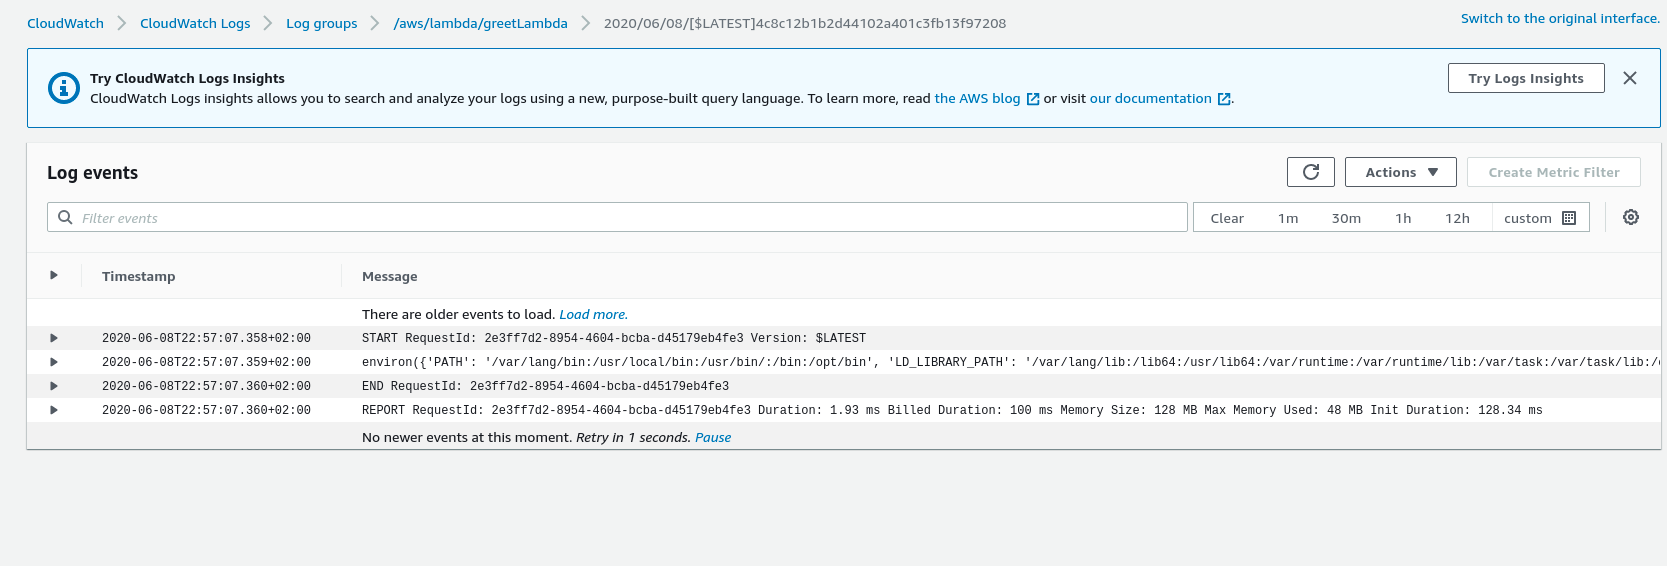 CloudWatch CloudWatch Logs Log groups /aws/lambda/greetLambda 2020/06/08/[$LATEST]4c8c12b1b2d44102a401c3fb13f97208 Switch to the original interface.
Try CloudWatch Logs Insights
CloudWatch Logs insights allows you to search and analyze your logs using a new, purpose-built query language. To learn more, read the AWS blog or visit our documentation.
Try Logs Insights
Log events
Actions
Create Metric Filter
Filter events
Clear 1m 30m 1h 12h custom
Timestamp Message
There are older events to load. Load more.
2020-06-08T22:57:07.358+02:00 START RequestId: 2e3ff7d2-8954-4604-bcba-d45179eb4fe3 Version: $LATEST
2020-06-08T22:57:07.359+02:00 environ({'PATH': '/var/lang/bin:/usr/local/bin:/usr/bin/:/bin:/opt/bin', 'LD_LIBRARY_PATH': '/var/lang/lib:/lib64:/usr/lib64:/var/runtime:/var/runtime/lib:/var/task:/var/task/lib:/
2020-06-08T22:57:07.360+02:00 END RequestId: 2e3ff7d2-8954-4604-bcba-d45179eb4fe3
2020-06-08T22:57:07.360+02:00 REPORT RequestId: 2e3ff7d2-8954-4604-bcba-d45179eb4fe3 Duration: 1.93 ms Billed Duration: 100 ms Memory Size: 128 MB Max Memory Used: 48 MB Init Duration: 128.34 ms
No newer events at this moment. Retry in 1 seconds. Pause